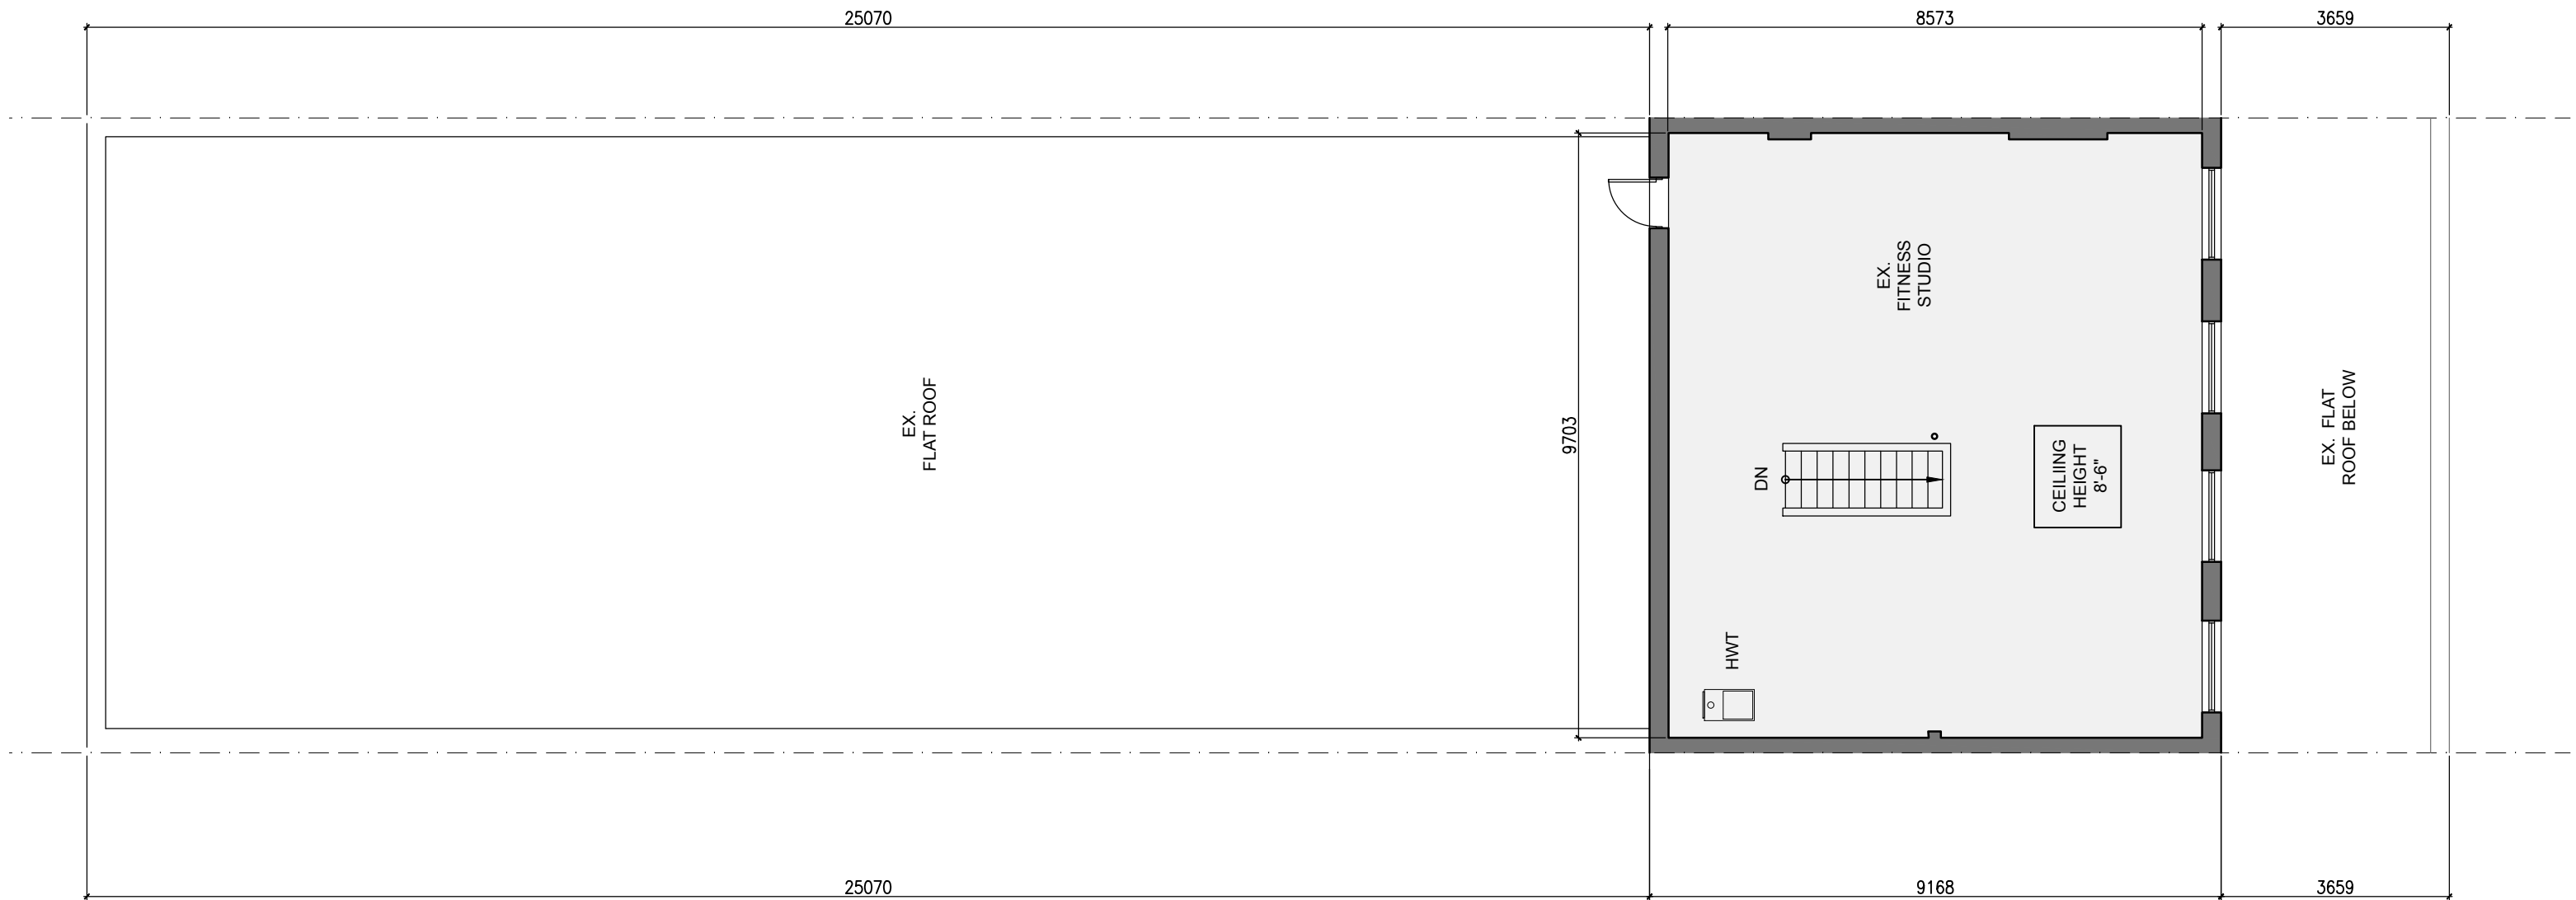 25070
8573
3659
EX.
FITNESS
STUDIO
EX.
FLAT ROOF
9703
EX. FLAT
ROOF BELOW
DN
CEILIING
HEIGHT
8'-6"
HWT
25070
9168
3659